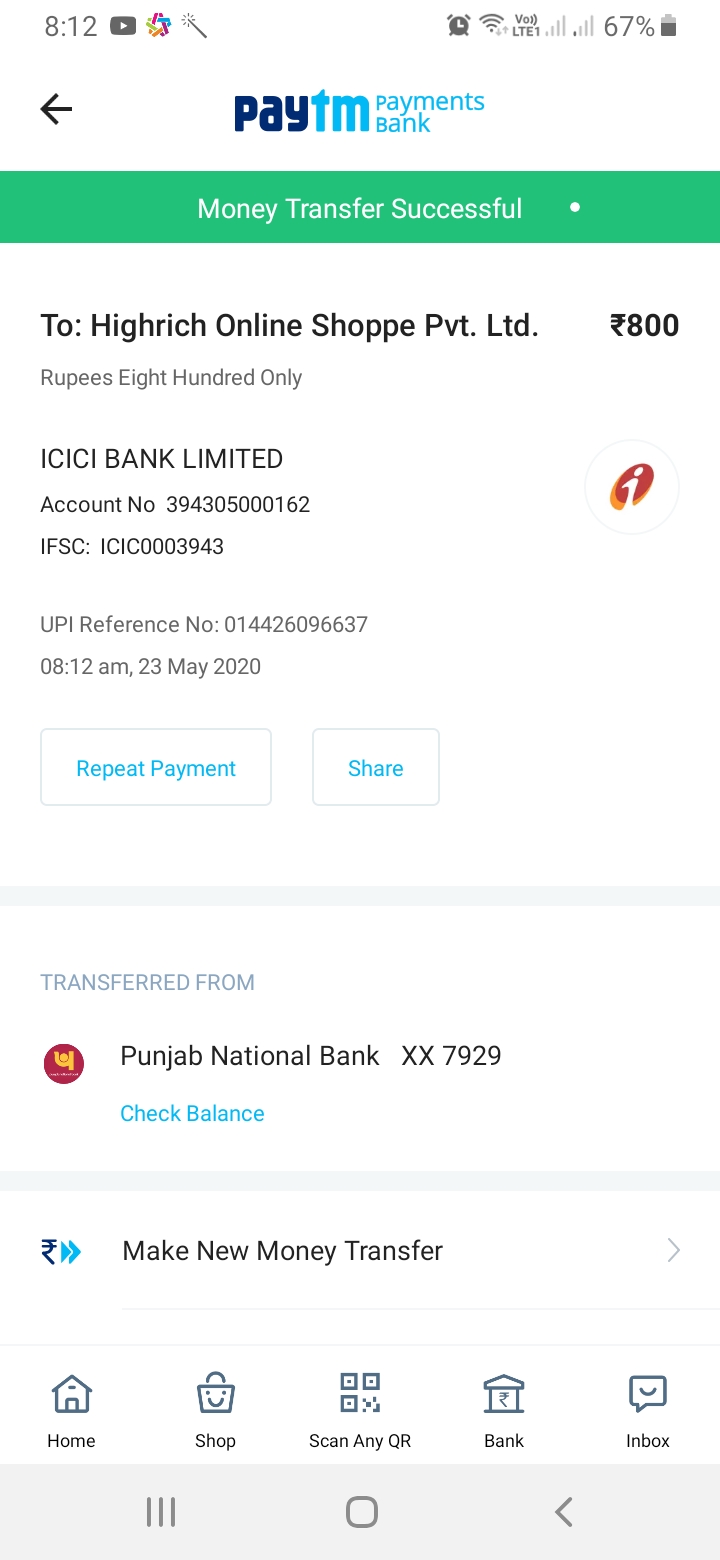 8:12 Vo)) LTE1 67%
paytm Payments Bank
Money Transfer Successful
To: Highrich Online Shoppe Pvt. Ltd. ₹800
Rupees Eight Hundred Only
ICICI BANK LIMITED
Account No 394305000162
IFSC: ICIC0003943
UPI Reference No: 014426096637
08:12 am, 23 May 2020
Repeat Payment Share
TRANSFERRED FROM
Punjab National Bank XX 7929
Check Balance
₹ Make New Money Transfer
Home Shop Scan Any QR Bank Inbox